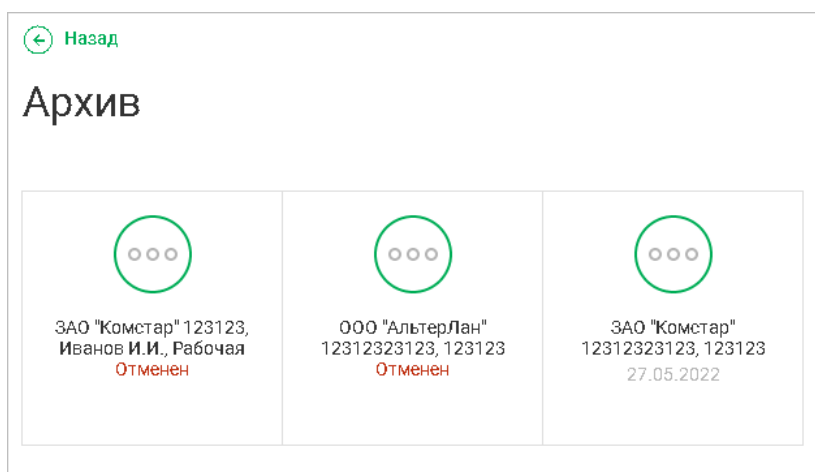 Назад
Архив
ЗАО "Комстар" 123123,
Иванов И.И., Рабочая
Отменен
ООО "АльтерЛан"
12312323123, 123123
Отменен
ЗАО "Комстар"
12312323123, 123123
27.05.2022